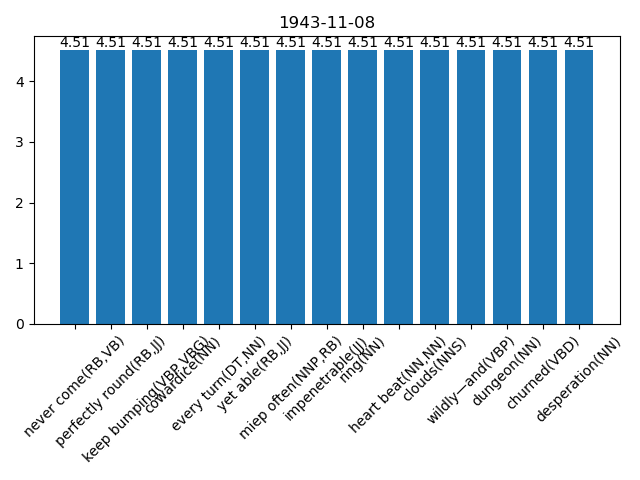 1943-11-08
4.51 4.51 4.51 4.51 4.51 4.51 4.51 4.51 4.51 4.51 4.51 4.51 4.51 4.51 4.51
4
3
2
1
0
never come(RB,VB)
perfectly round(RB,JJ)
keep bumping(VBP,VBG)
cowardice(NN)
every turn(DT,NN)
yet able(RB,JJ)
miep often(NNP,RB)
impenetrable(JJ)
ring(NN)
heart beat(NN,NN)
clouds(NNS)
wildly—and(VBP)
dungeon(NN)
churned(VBD)
desperation(NN)